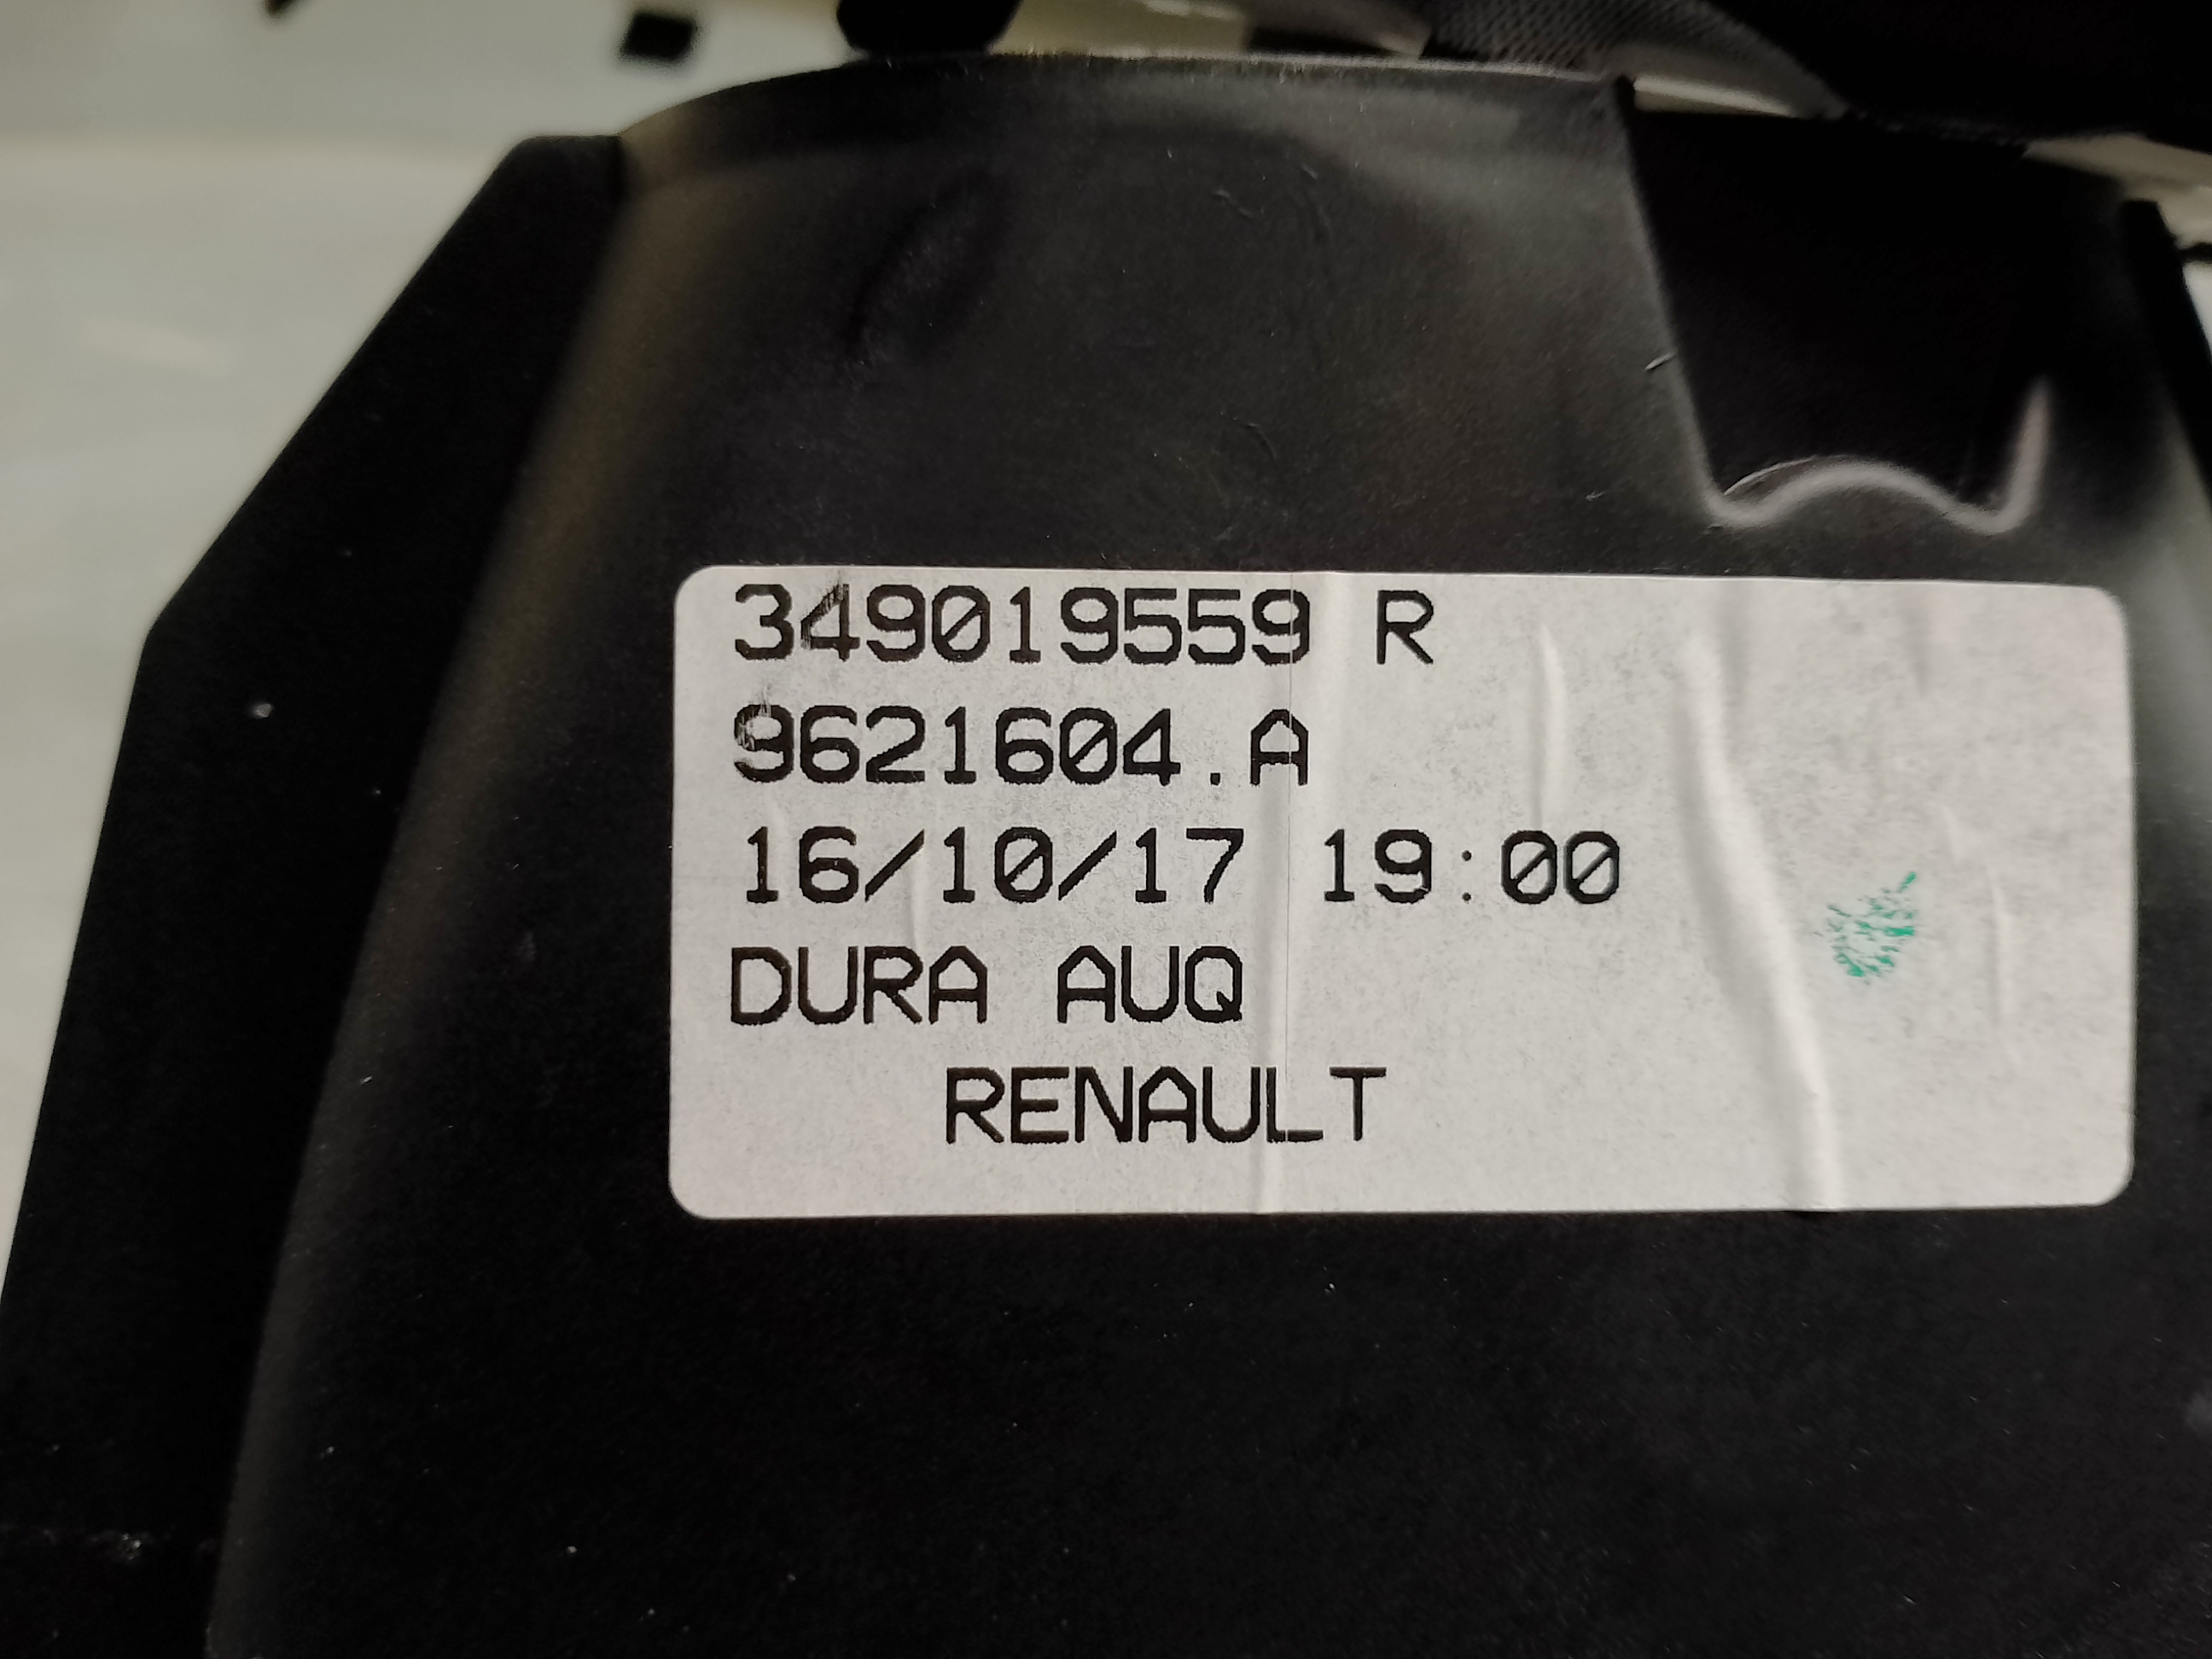 349019559 R
9621604.A
16/10/17 19:00
DURA AUQ
RENAULT